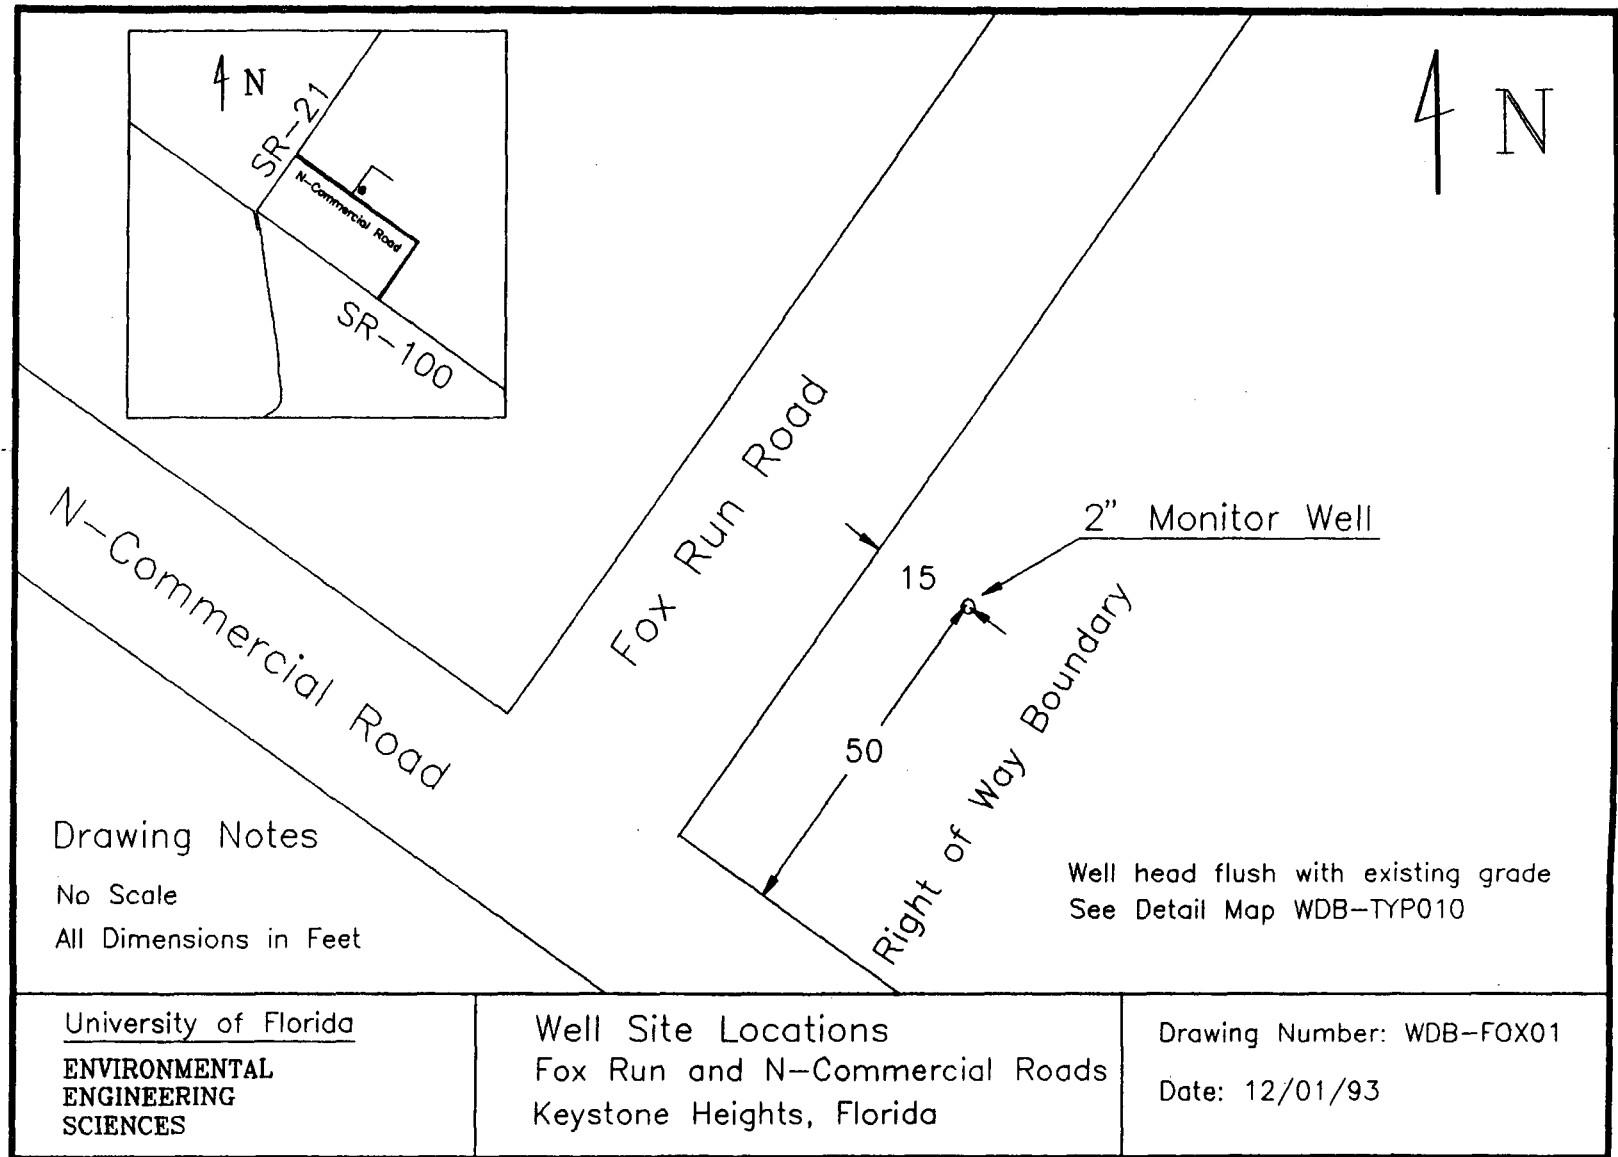 N
SR-21
N-Commercial Road
SR-100
N
N-Commercial Road
Fox Run Road
2" Monitor Well
15
50
Right of Way Boundary
Drawing Notes
No Scale
All Dimensions in Feet
Well head flush with existing grade
See Detail Map WDB-TYP010
University of Florida
ENVIRONMENTAL
ENGINEERING
SCIENCES
Well Site Locations
Fox Run and N-Commercial Roads
Keystone Heights, Florida
Drawing Number: WDB-FOX01
Date: 12/01/93